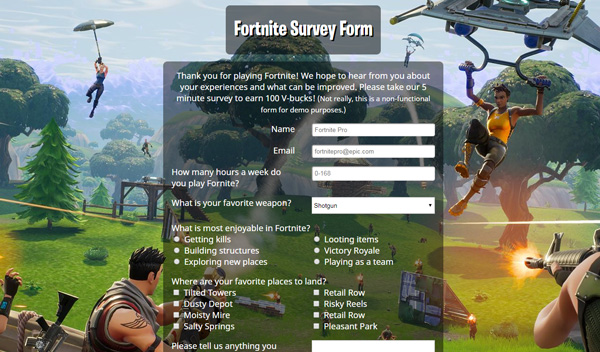 Fortnite Survey Form
Thank you for playing Fortnite! We hope to hear from you about
your experiences and what can be improved. Please take our 5
minute survey to earn 100 V-bucks! (Not really, this is a non-functional
form for demo purposes.)
Name Fortnite Pro
Email fortnitepro@epic.com
How many hours a week do 0-168
you play Fornite?
What is your favorite weapon? Shotgun
What is most enjoyable in Fortnite?
Getting kills Looting items
Building structures Victory Royale
Exploring new places Playing as a team
Where are your favorite places to land?
Tilted Towers Retail Row
Dusty Depot Risky Reels
Moisty Mire Retail Row
Salty Springs Pleasant Park
Please tell us anything you